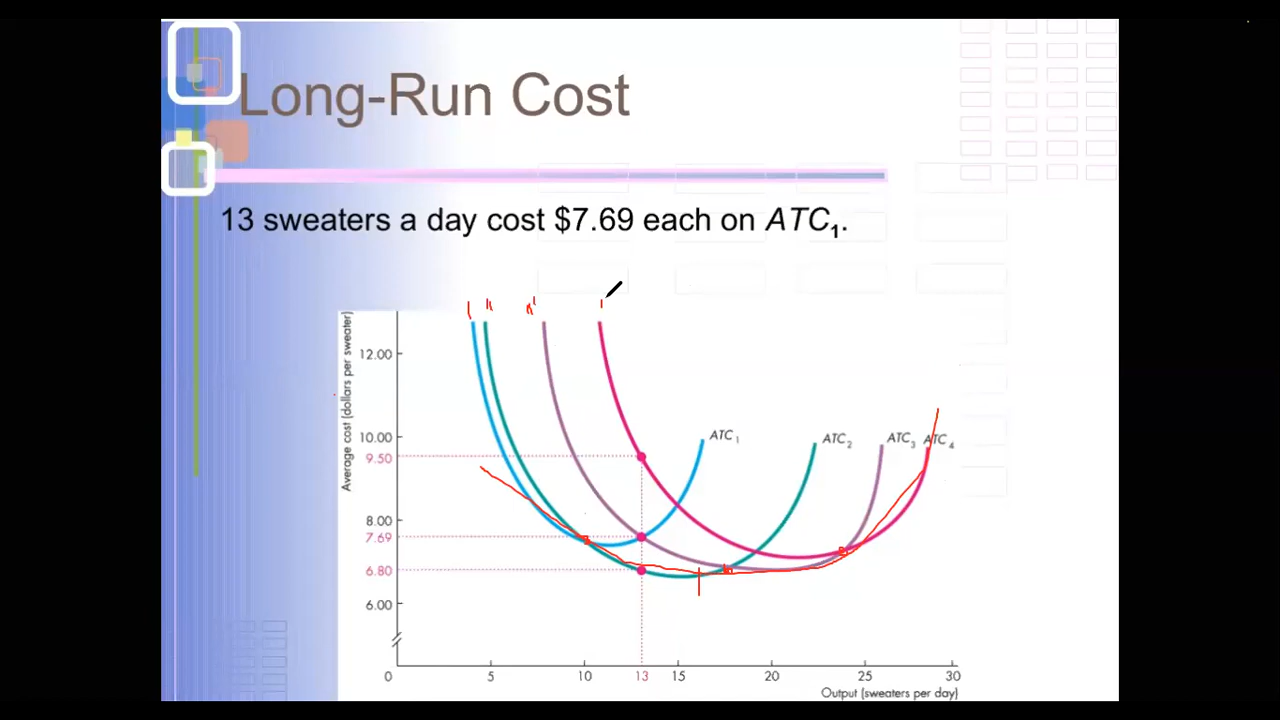 Long-Run Cost
13 sweaters a day cost $7.69 each on ATC₁.
Average cost (dollars per sweater)
12.00
10.00
9.50
8.00
7.69
6.80
6.00
ATC₁
ATC₂
ATC₃
ATC₄
0
5
10
13
15
20
25
30
Output (sweaters per day)